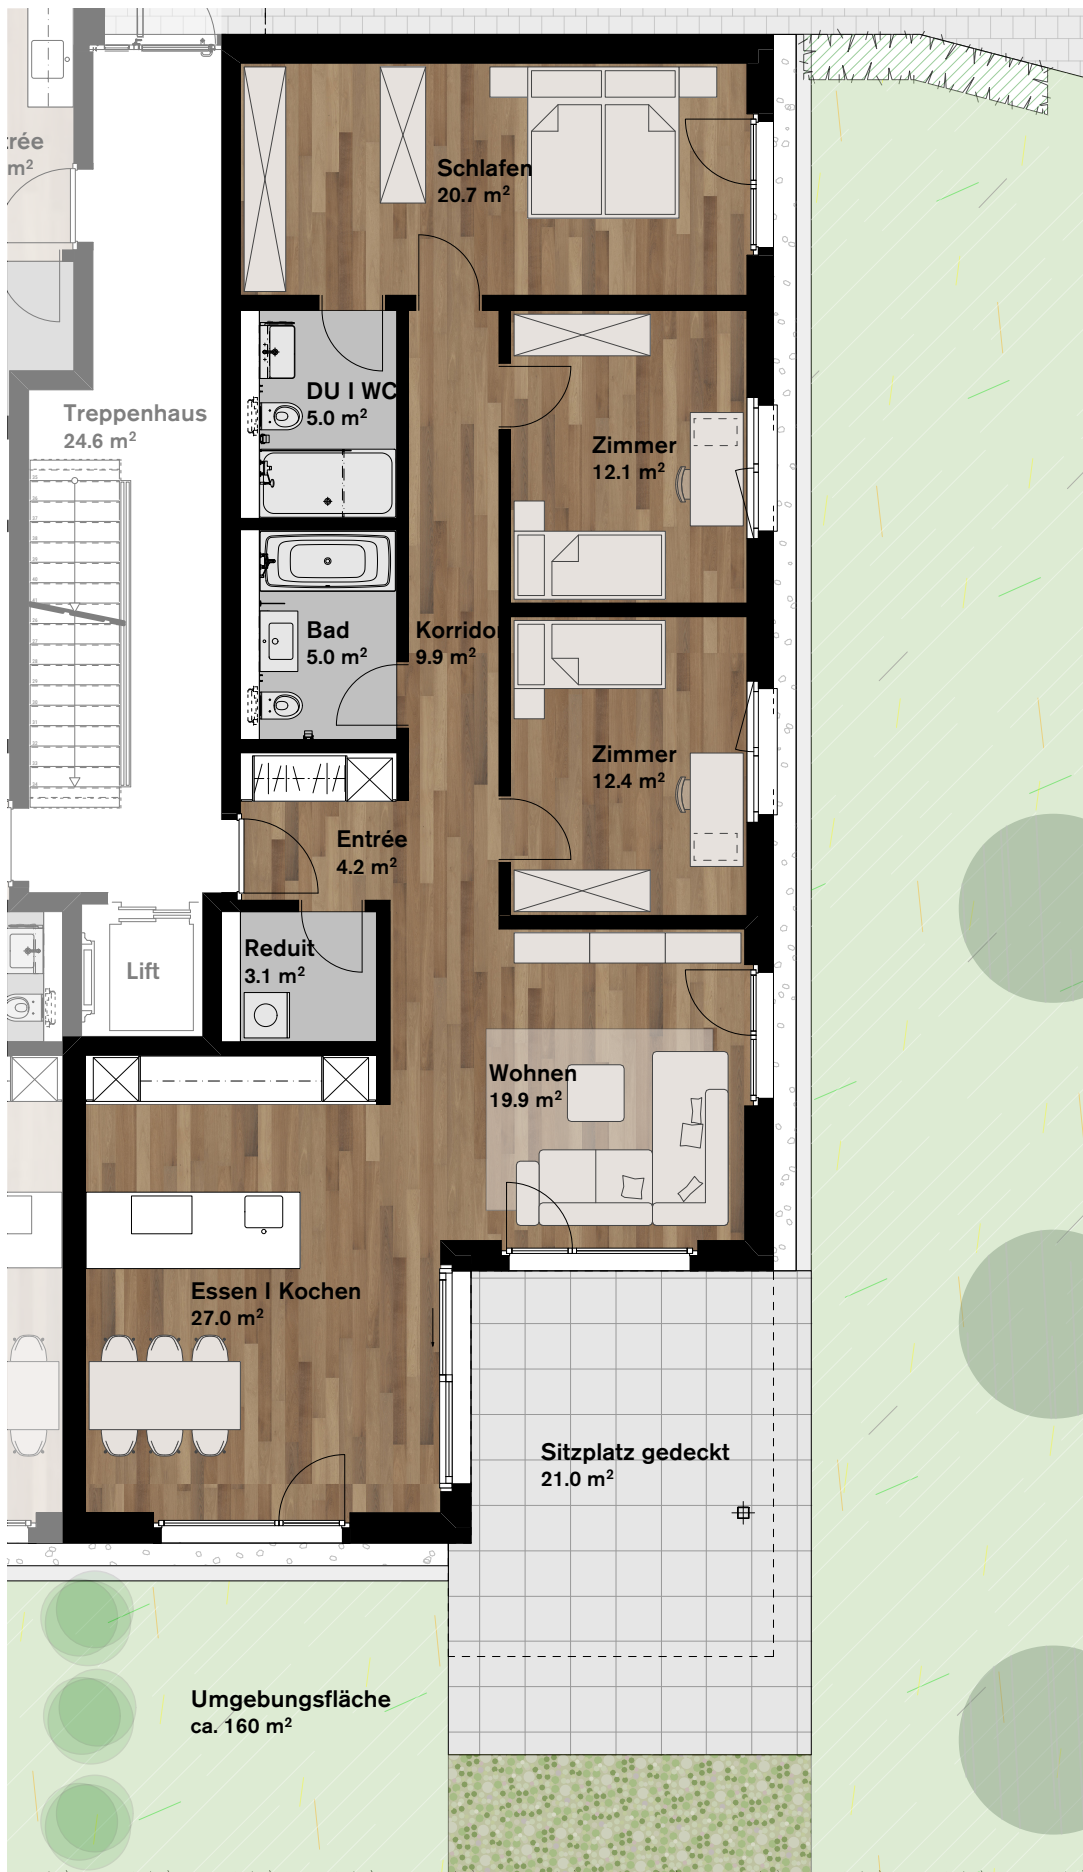 rée
m²
Schlafen
20.7 m²
Treppenhaus
24.6 m²
DU I WC
5.0 m²
Zimmer
12.1 m²
Bad
5.0 m²
Korridor
9.9 m²
Zimmer
12.4 m²
Entrée
4.2 m²
Reduit
3.1 m²
Lift
Wohnen
19.9 m²
Essen I Kochen
27.0 m²
Sitzplatz gedeckt
21.0 m²
Umgebungsfläche
ca. 160 m²